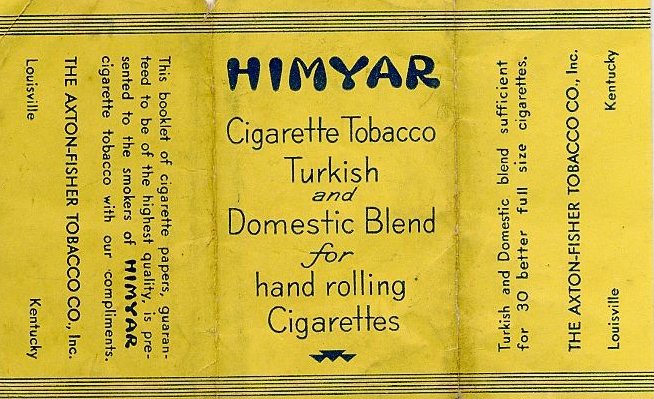 This booklet of cigarette papers, guaran-
teed to be of the highest quality, is pre-
sented to the smokers of HIMYAR
cigarette tobacco with our compliments.
THE AXTON-FISHER TOBACCO CO., Inc.
Louisville Kentucky
HIMYAR
Cigarette Tobacco
Turkish
and
Domestic Blend
for
hand rolling
Cigarettes
Turkish and Domestic blend sufficient
for 30 better full size cigarettes.
THE AXTON-FISHER TOBACCO CO., Inc.
Louisville Kentucky